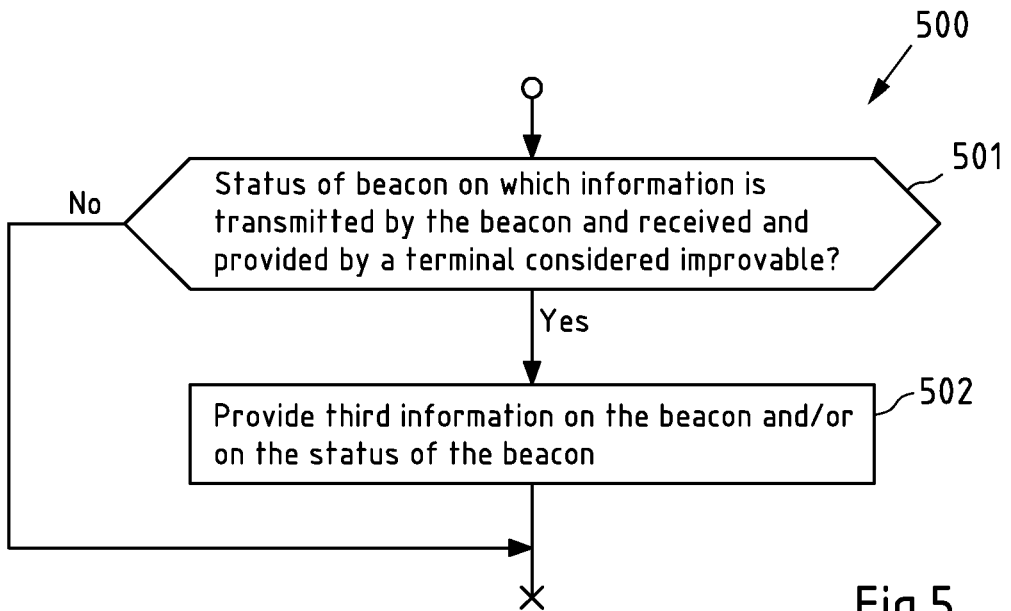 500
501
Status of beacon on which information is
transmitted by the beacon and received and
provided by a terminal considered improvable?
No
Yes
502
Provide third information on the beacon and/or
on the status of the beacon
Fig.5